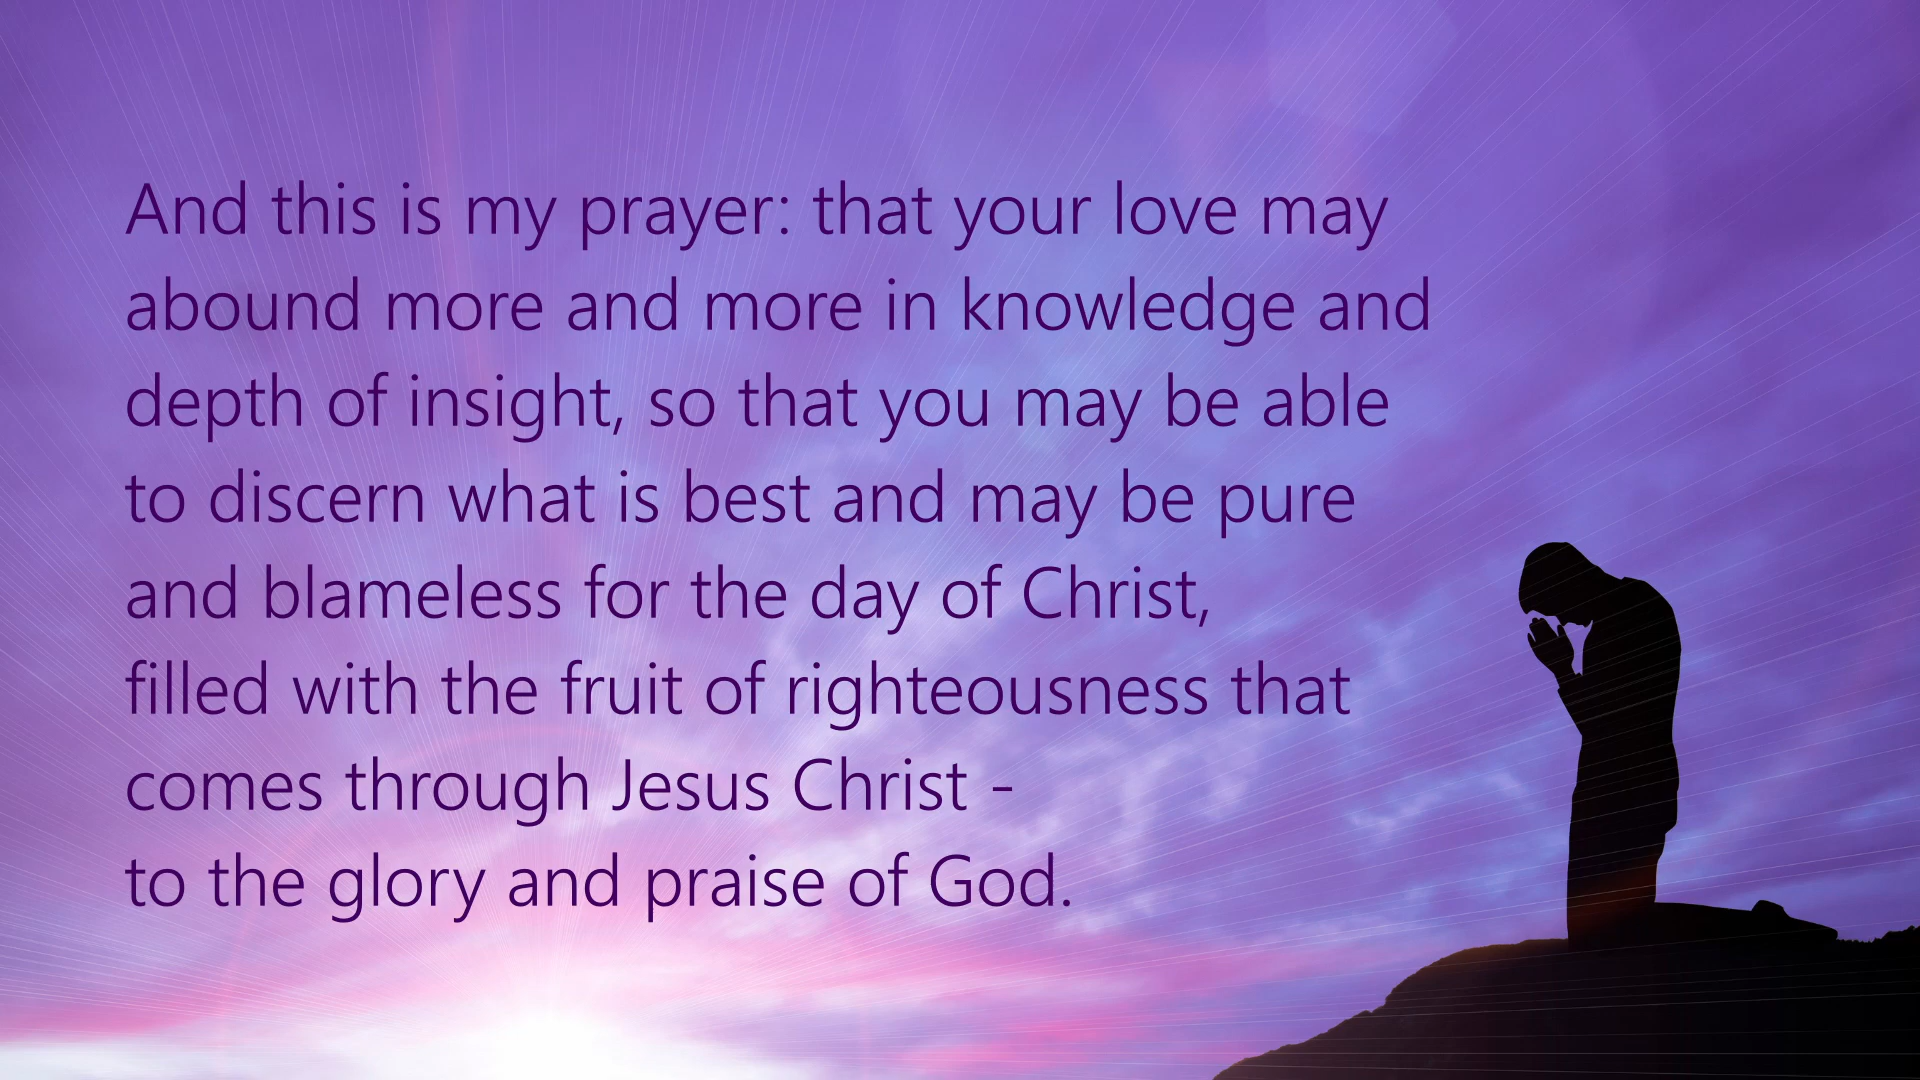 And this is my prayer: that your love may
abound more and more in knowledge and
depth of insight, so that you may be able
to discern what is best and may be pure
and blameless for the day of Christ,
filled with the fruit of righteousness that
comes through Jesus Christ -
to the glory and praise of God.